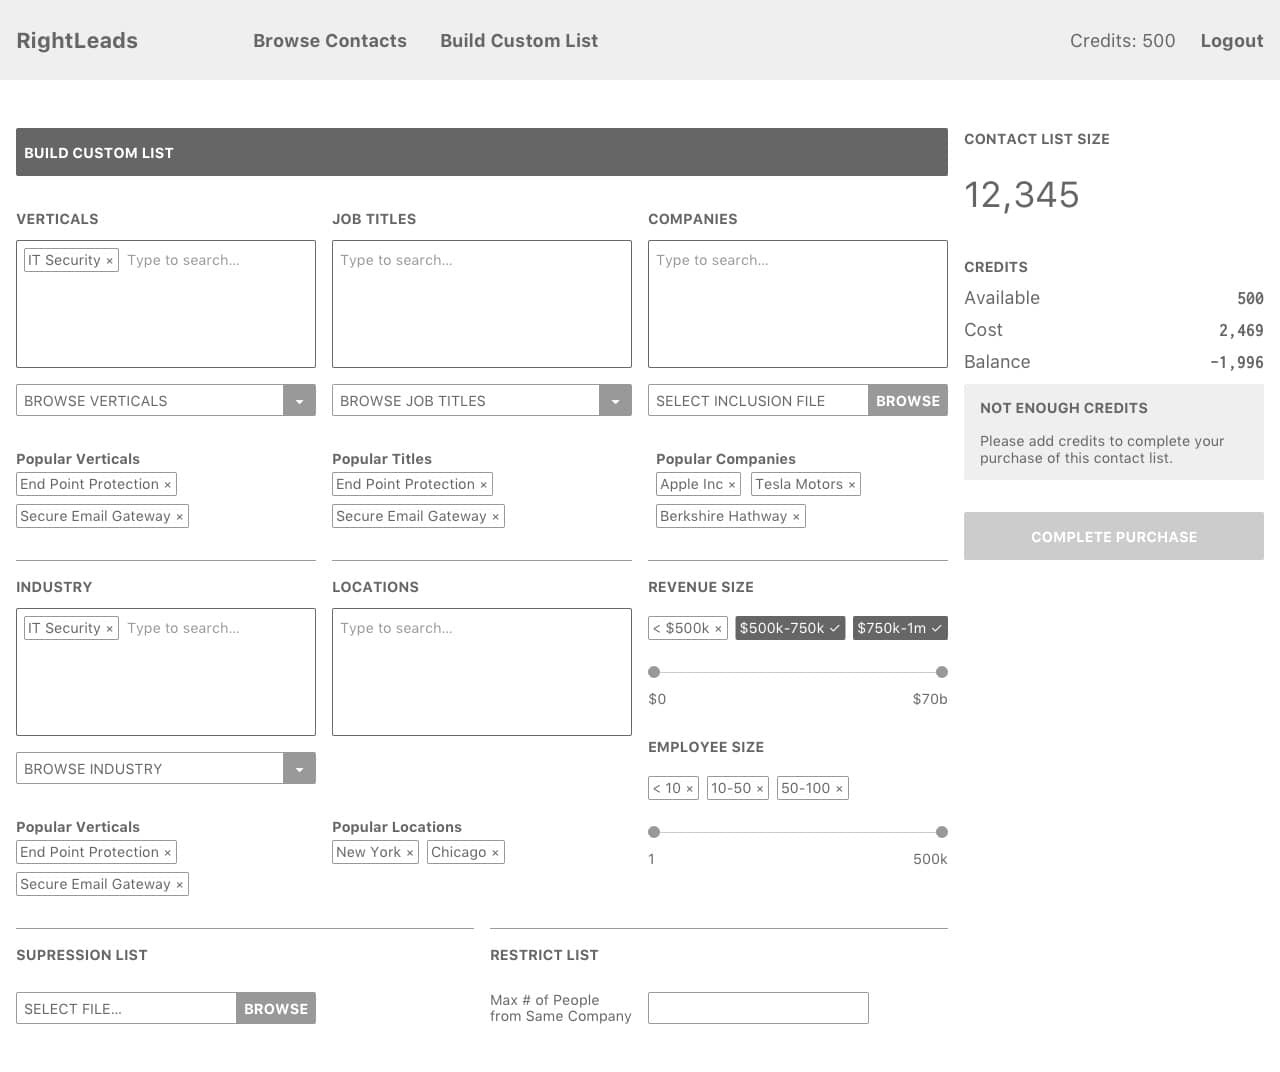 RightLeads
Browse Contacts
Build Custom List
Credits: 500
Logout
BUILD CUSTOM LIST
VERTICALS
IT Security ×
Type to search...
BROWSE VERTICALS
Popular Verticals
End Point Protection ×
Secure Email Gateway ×
JOB TITLES
Type to search...
BROWSE JOB TITLES
Popular Titles
End Point Protection ×
Secure Email Gateway ×
COMPANIES
Type to search...
SELECT INCLUSION FILE
BROWSE
Popular Companies
Apple Inc × Tesla Motors ×
Berkshire Hathway ×
INDUSTRY
IT Security ×
Type to search...
BROWSE INDUSTRY
Popular Verticals
End Point Protection ×
Secure Email Gateway ×
LOCATIONS
Type to search...
Popular Locations
New York × Chicago ×
REVENUE SIZE
< $500k × $500k-750k ✓ $750k-1m ✓
$0 $70b
EMPLOYEE SIZE
< 10 × 10-50 × 50-100 ×
1 500k
SUPRESSION LIST
SELECT FILE...
BROWSE
RESTRICT LIST
Max # of People
from Same Company
CONTACT LIST SIZE
12,345
CREDITS
Available 500
Cost 2,469
Balance -1,996
NOT ENOUGH CREDITS
Please add credits to complete your
purchase of this contact list.
COMPLETE PURCHASE